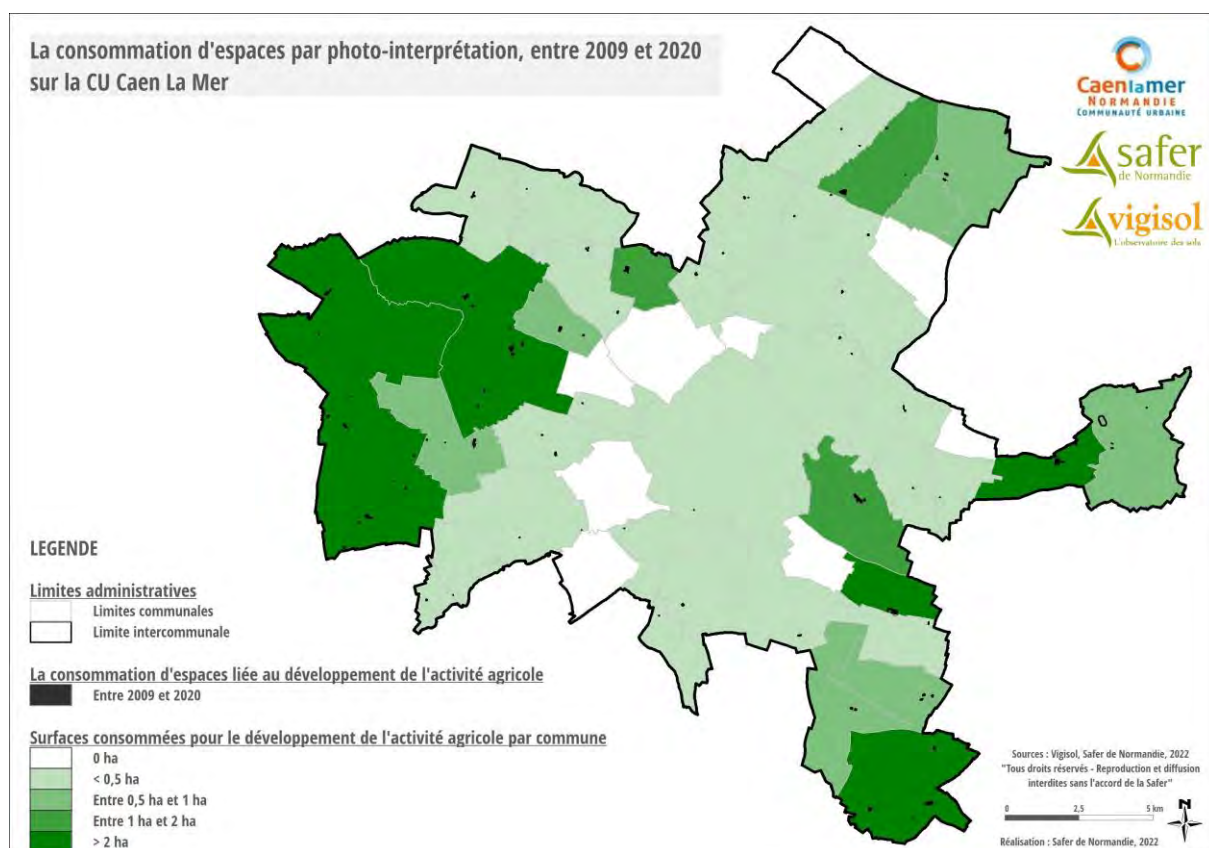 La consommation d'espaces par photo-interprétation, entre 2009 et 2020
sur la CU Caen La Mer
Caenlamer
NORMANDIE
COMMUNAUTÉ URBAINE
safer
de Normandie
vigisol
L'observatoire des sols
LEGENDE
Limites administratives
Limites communales
Limite intercommunale
La consommation d'espaces liée au développement de l'activité agricole
Entre 2009 et 2020
Surfaces consommées pour le développement de l'activité agricole par commune
0 ha
< 0,5 ha
Entre 0,5 ha et 1 ha
Entre 1 ha et 2 ha
> 2 ha
Sources : Vigisol, Safer de Normandie, 2022
"Tous droits réservés - Reproduction et diffusion
interdites sans l'accord de la Safer"
0 2,5 5 km
N
Réalisation : Safer de Normandie, 2022